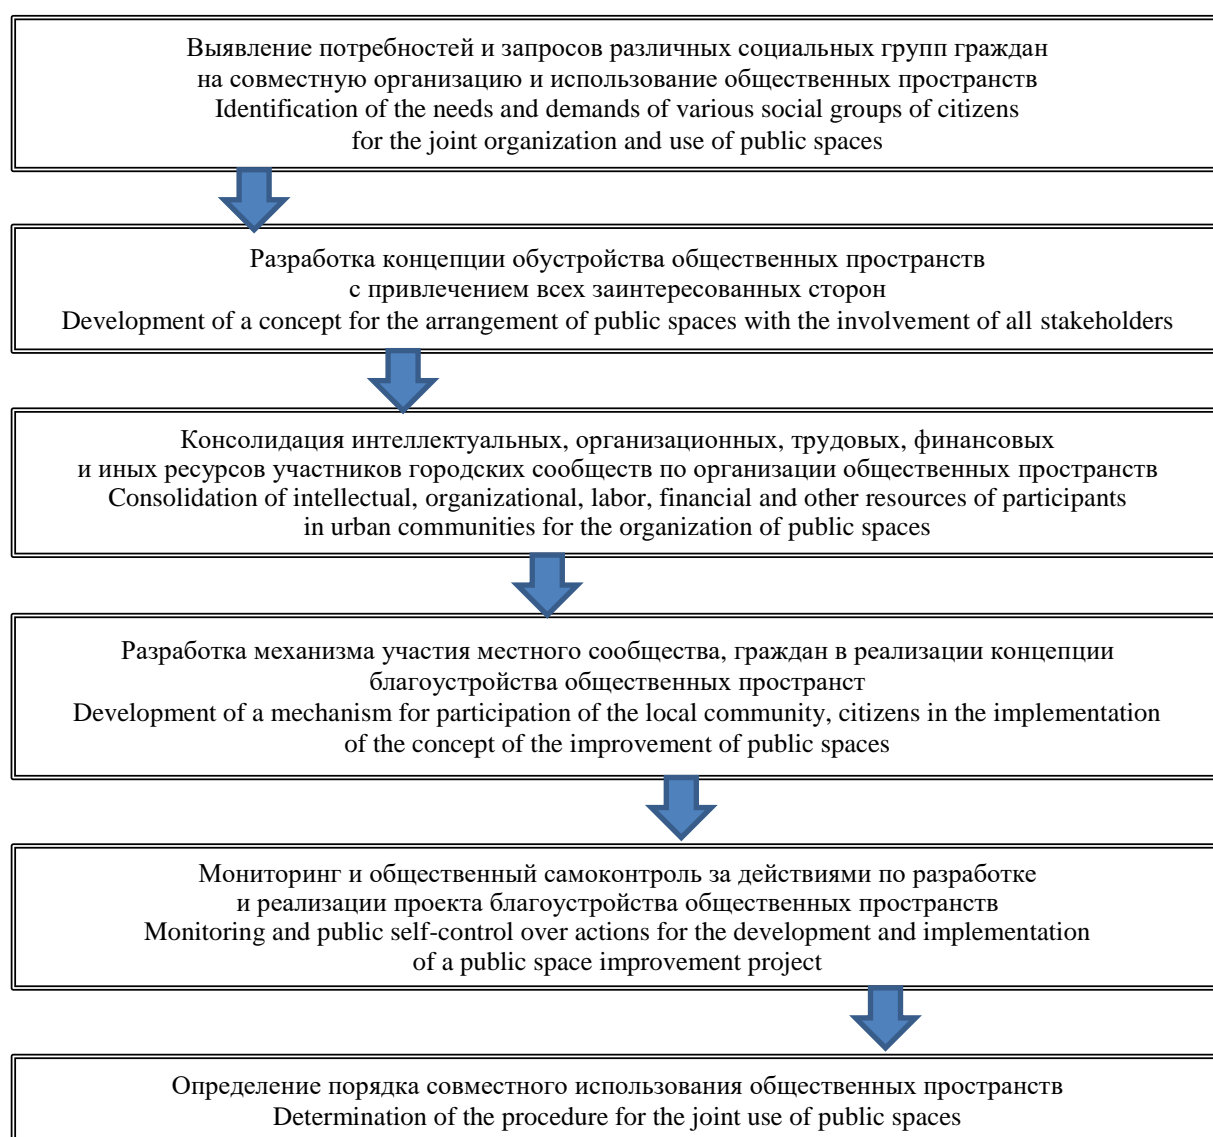 Выявление потребностей и запросов различных социальных групп граждан
на совместную организацию и использование общественных пространств
Identification of the needs and demands of various social groups of citizens
for the joint organization and use of public spaces
Разработка концепции обустройства общественных пространств
с привлечением всех заинтересованных сторон
Development of a concept for the arrangement of public spaces with the involvement of all stakeholders
Консолидация интеллектуальных, организационных, трудовых, финансовых
и иных ресурсов участников городских сообществ по организации общественных пространств
Consolidation of intellectual, organizational, labor, financial and other resources of participants
in urban communities for the organization of public spaces
Разработка механизма участия местного сообщества, граждан в реализации концепции
благоустройства общественных пространст
Development of a mechanism for participation of the local community, citizens in the implementation
of the concept of the improvement of public spaces
Мониторинг и общественный самоконтроль за действиями по разработке
и реализации проекта благоустройства общественных пространств
Monitoring and public self-control over actions for the development and implementation
of a public space improvement project
Определение порядка совместного использования общественных пространств
Determination of the procedure for the joint use of public spaces